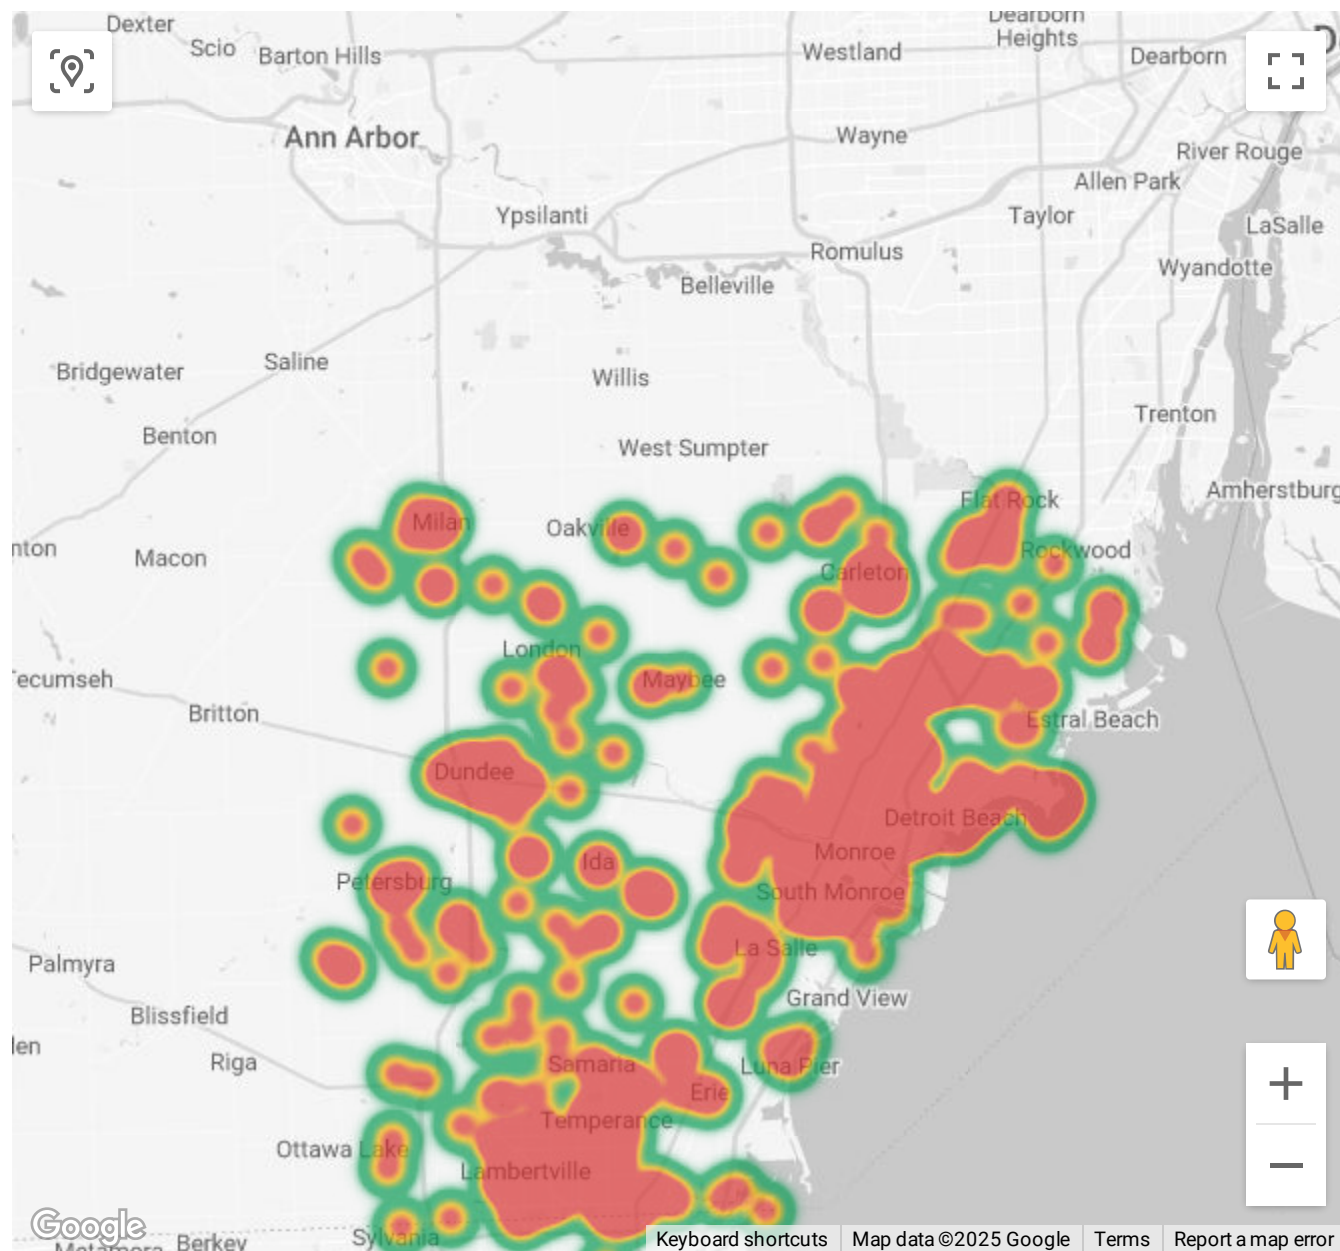 Dexter
Scio
Barton Hills
Westland
Dearborn
Heights
Dearborn
D
Ann Arbor
Wayne
River Rouge
Allen Park
Ypsilanti
Taylor
LaSalle
Romulus
Wyandotte
Belleville
Saline
Bridgewater
Willis
Trenton
Benton
West Sumpter
Amherstburg
Flat Rock
Milan
Oakville
nton
Macon
Rockwood
Carleton
London
Tecumseh
Maybee
Britton
Estral Beach
Dundee
Detroit Beach
Monroe
Ida
Petersburg
South Monroe
La Salle
Palmyra
Grand View
Blissfield
den
Riga
Samaria
Luna Pier
Erie
Temperance
Ottawa Lake
Lambertville
Google
Sylvania
Metamora
Berkey
Keyboard shortcuts
Map data ©2025 Google
Terms
Report a map error